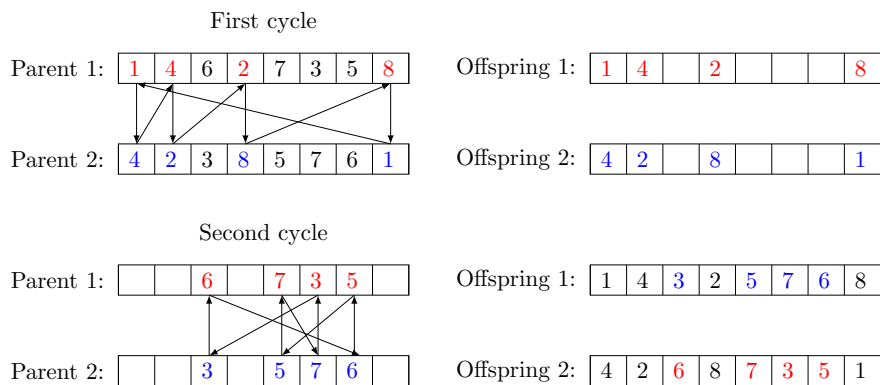 First cycle
Parent 1: 1 4 6 2 7 3 5 8
Offspring 1: 1 4 2 8
Parent 2: 4 2 3 8 5 7 6 1
Offspring 2: 4 2 8 1
Second cycle
Parent 1: 6 7 3 5
Offspring 1: 1 4 3 2 5 7 6 8
Parent 2: 3 5 7 6
Offspring 2: 4 2 6 8 7 3 5 1